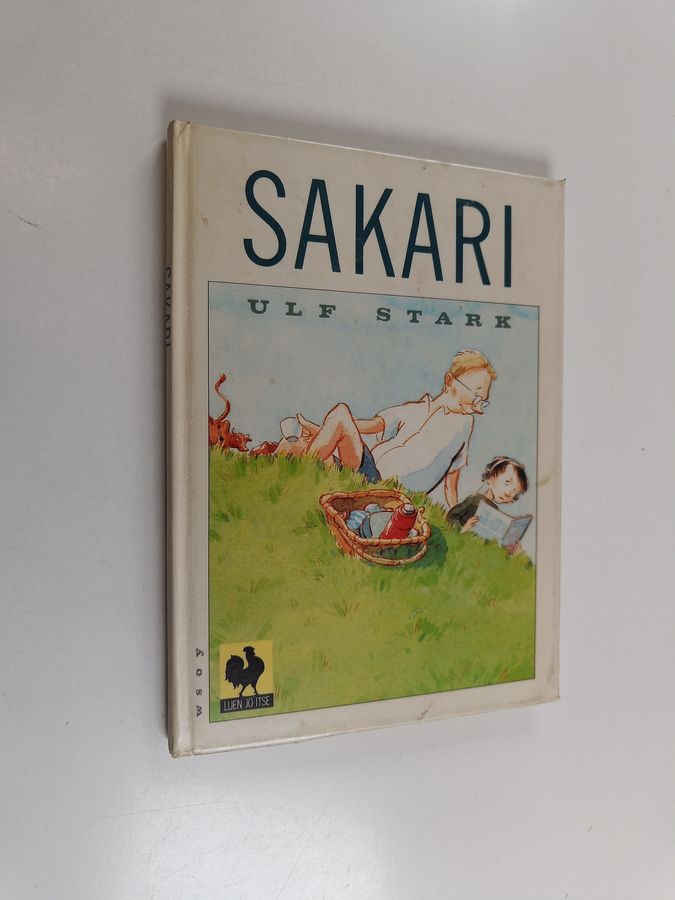 SAKARI
ULF STARK
SAKARI
wsoy
LUEN JO ITSE